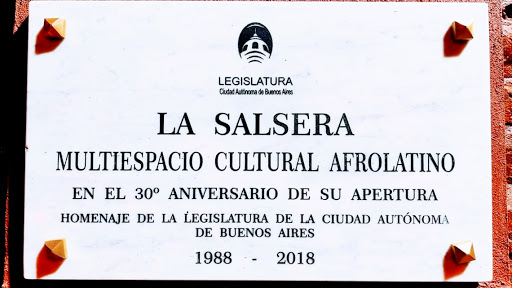 LEGISLATURA
Ciudad Autónoma de Buenos Aires
LA SALSERA
MULTIESPACIO CULTURAL AFROLATINO
EN EL 30º ANIVERSARIO DE SU APERTURA
HOMENAJE DE LA LEGISLATURA DE LA CIUDAD AUTÓNOMA
DE BUENOS AIRES
1988 - 2018